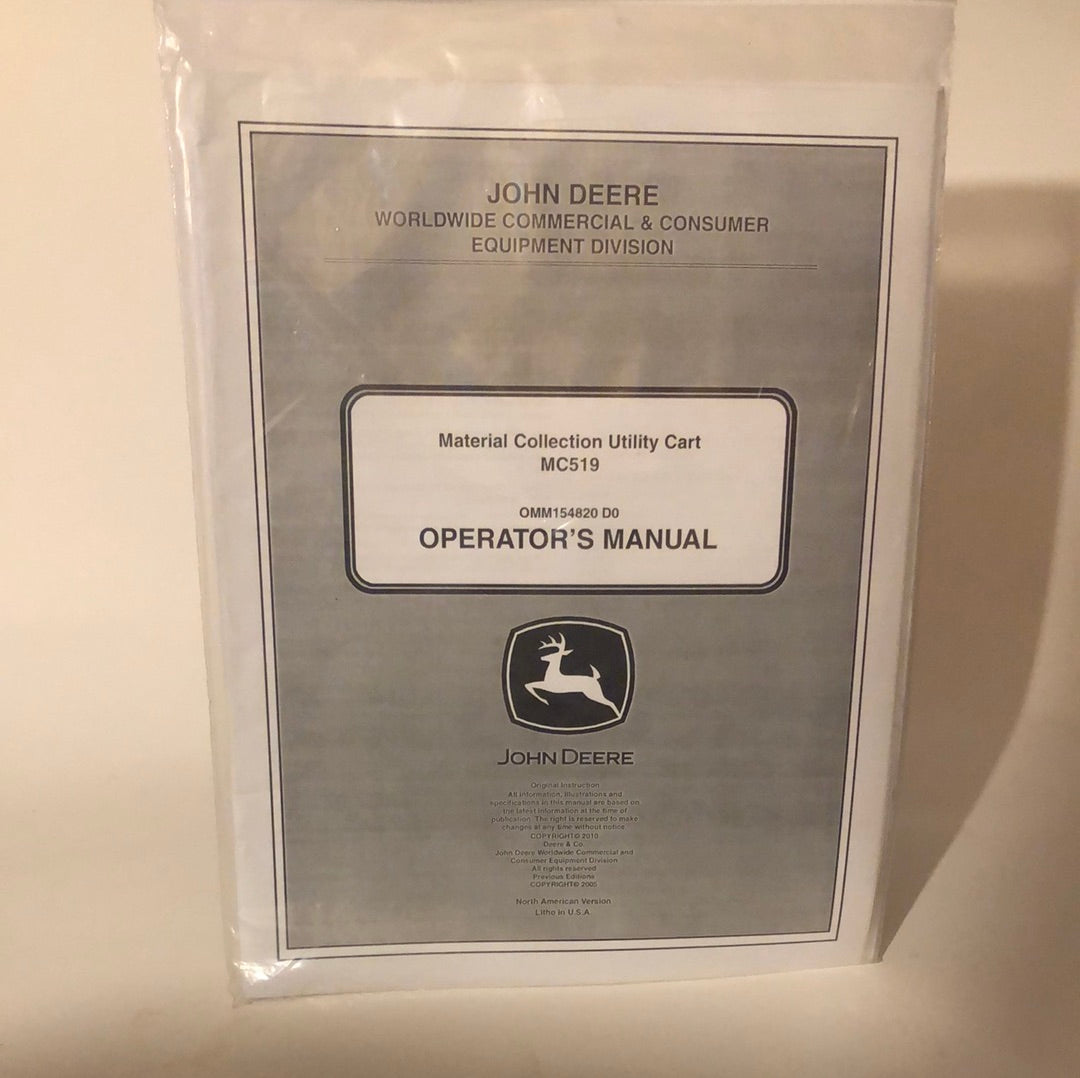 JOHN DEERE
WORLDWIDE COMMERCIAL & CONSUMER
EQUIPMENT DIVISION
Material Collection Utility Cart
MC519
OMM154820 D0
OPERATOR'S MANUAL
JOHN DEERE
Original Instruction
All information, illustrations and
specifications in this manual are based on
the latest information at the time of
publication. The right is reserved to make
changes at any time without notice.
COPYRIGHT© 2010
Deere & Co.
John Deere Worldwide Commercial and
Consumer Equipment Division
All rights reserved
Previous Editions
COPYRIGHT© 2005
North American Version
Litho in U.S.A.